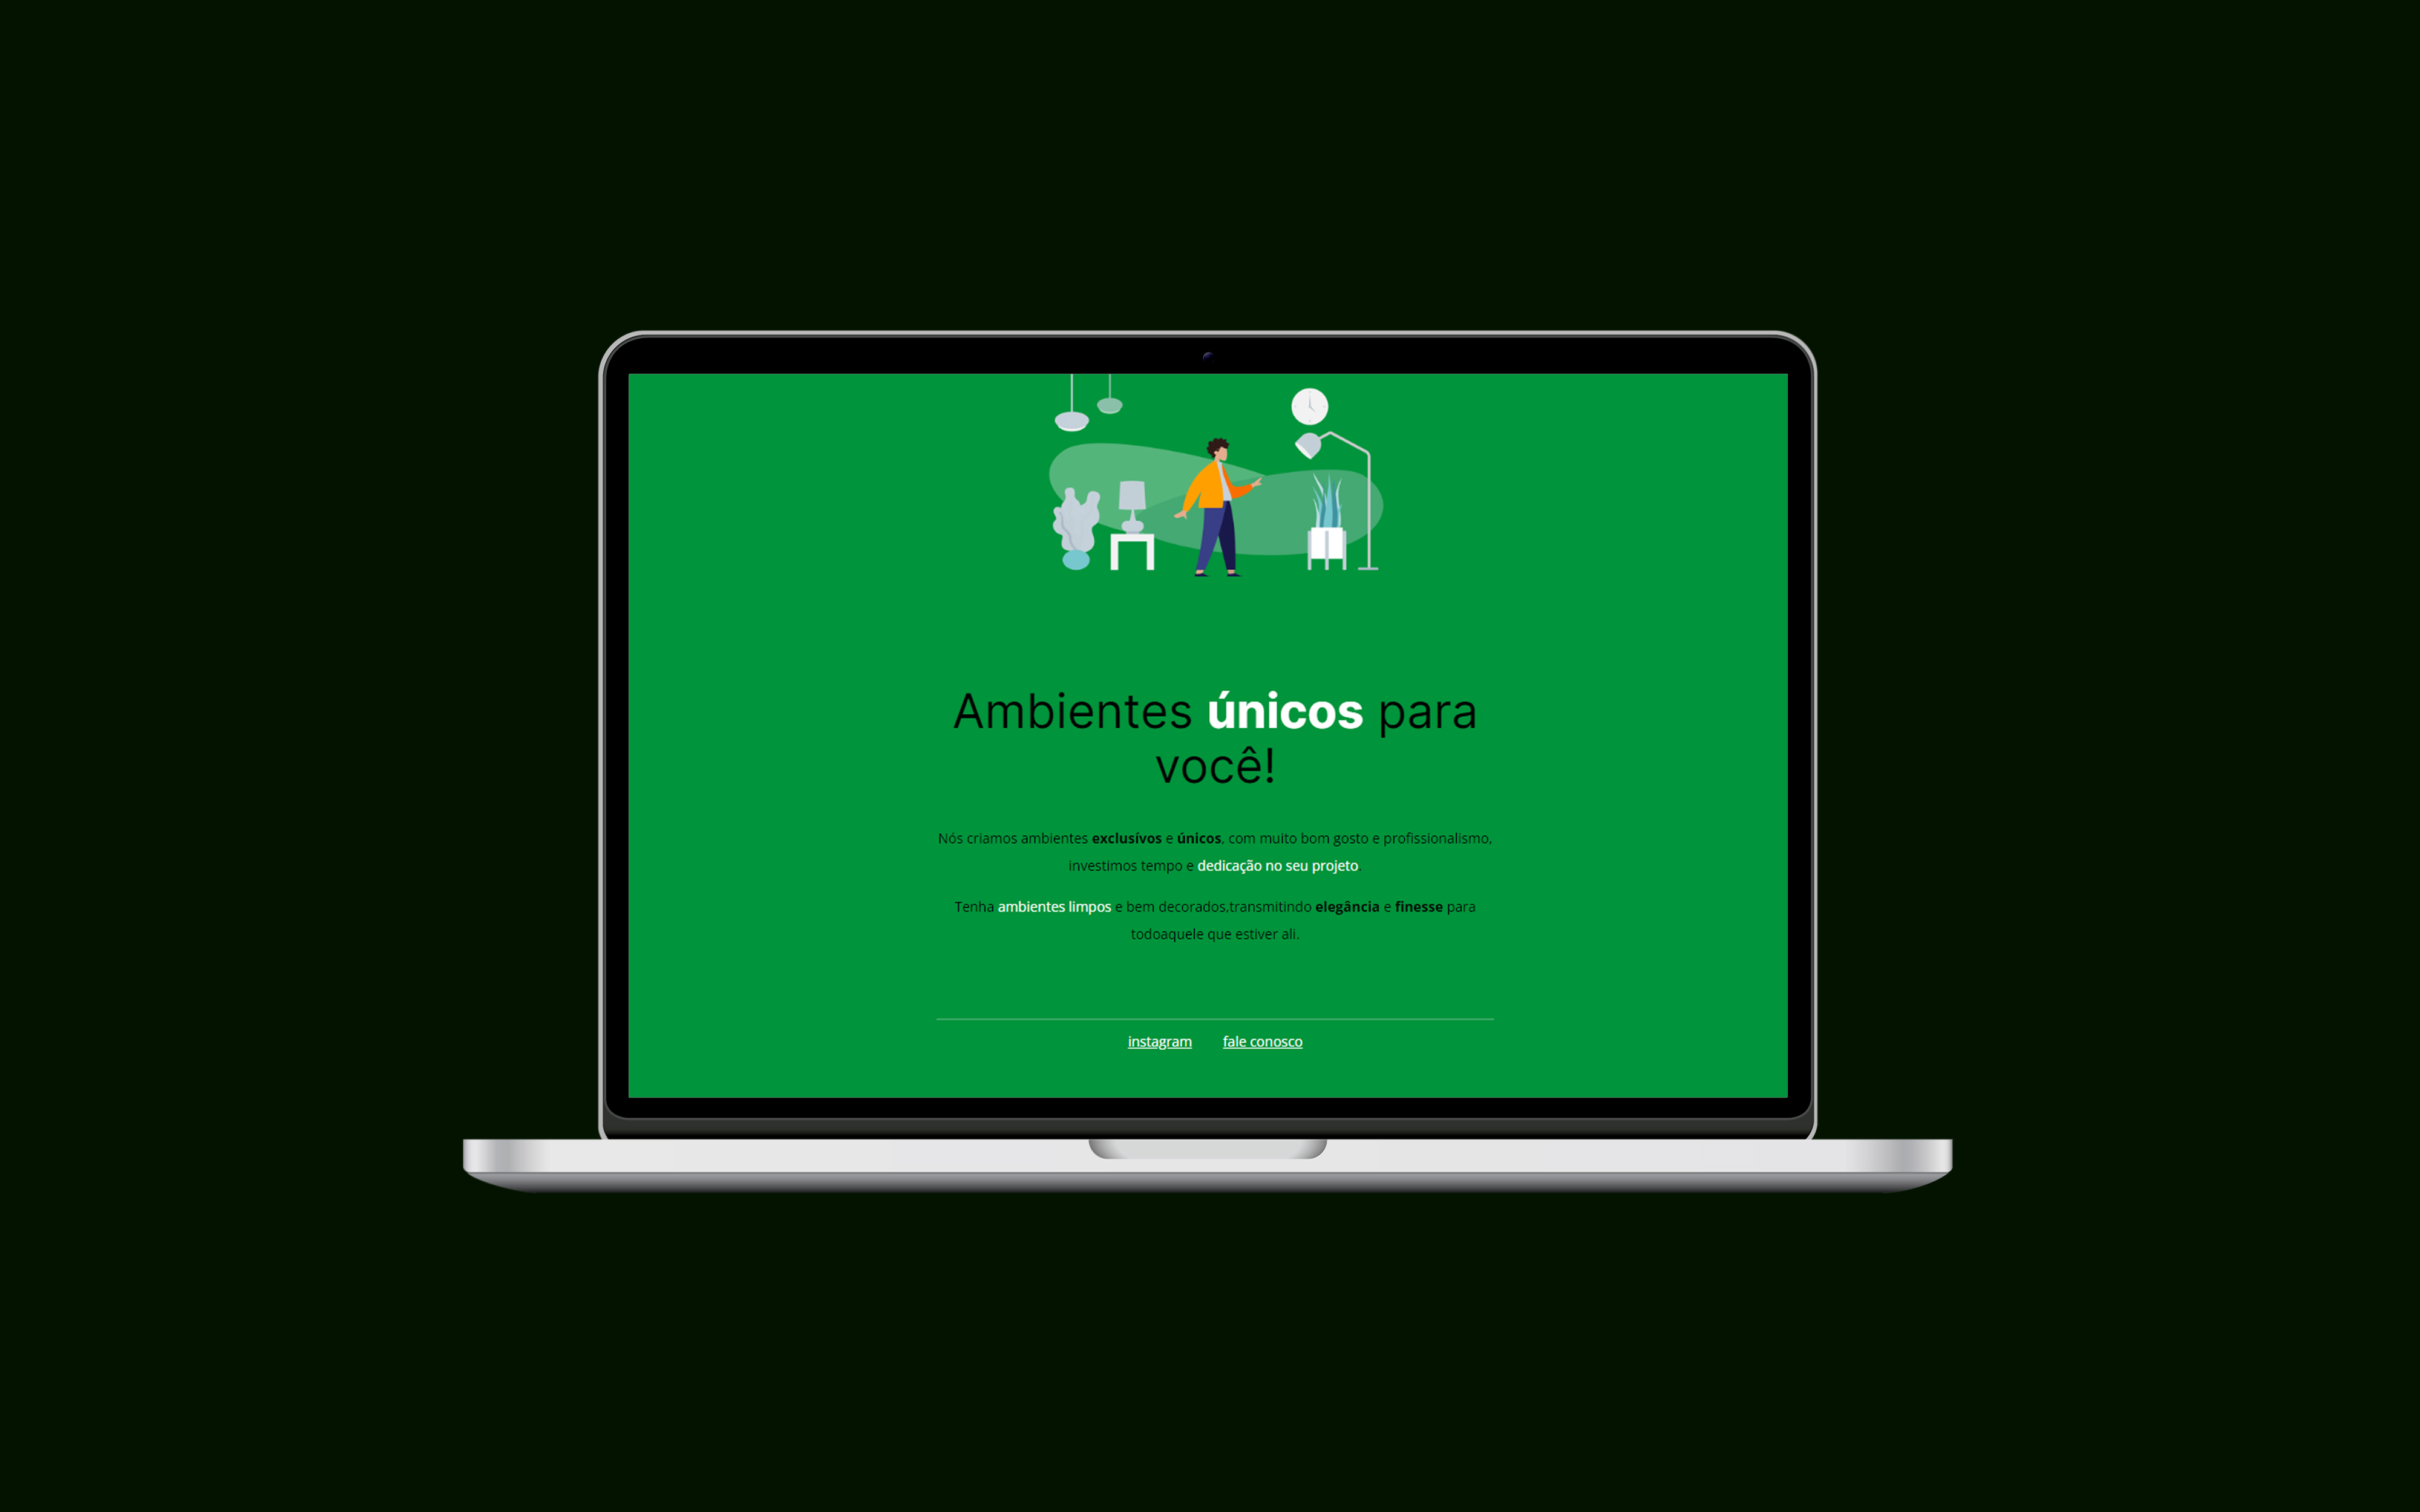 Ambientes únicos para
você!
Nós criamos ambientes exclusívos e únicos, com muito bom gosto e profissionalismo,
investimos tempo e dedicação no seu projeto.
Tenha ambientes limpos e bem decorados,transmitindo elegância e finesse para
todoaquele que estiver ali.
instagram fale conosco